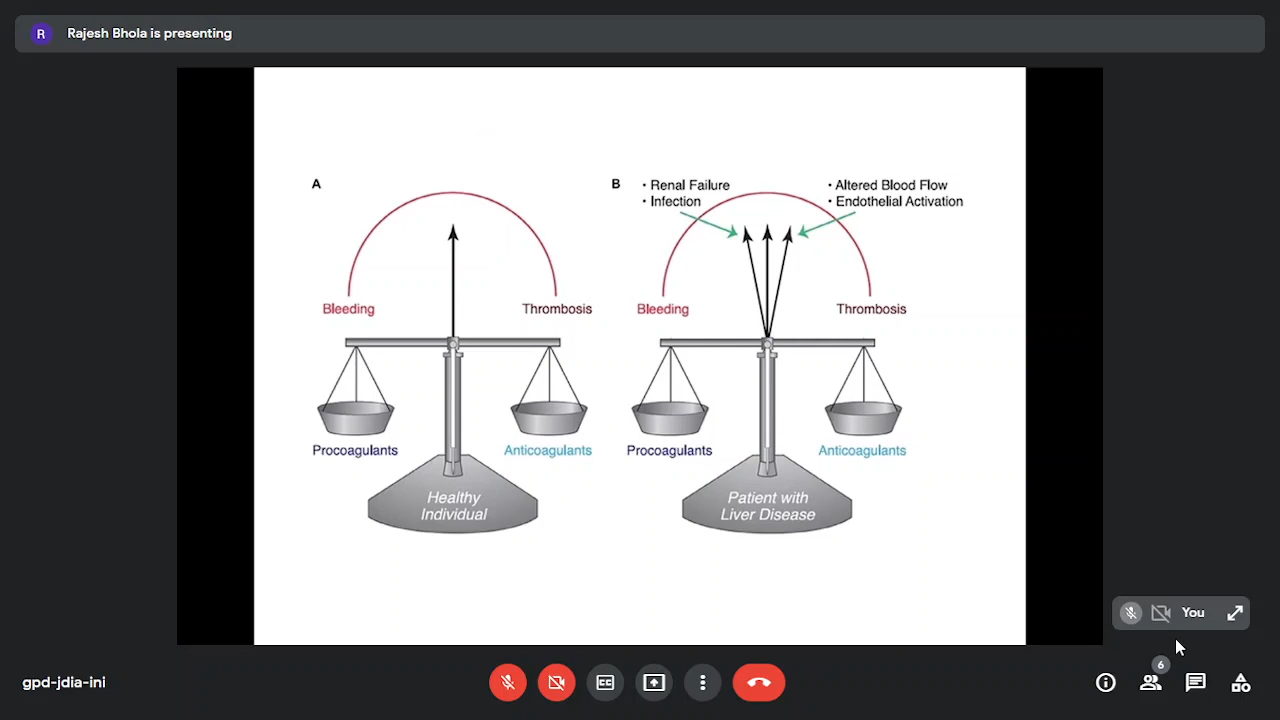 R
Rajesh Bhola is presenting
A
Bleeding
Thrombosis
Procoagulants
Anticoagulants
Healthy
Individual
B
• Renal Failure
• Infection
• Altered Blood Flow
• Endothelial Activation
Bleeding
Thrombosis
Procoagulants
Anticoagulants
Patient with
Liver Disease
You
gpd-jdia-ini
CC
6